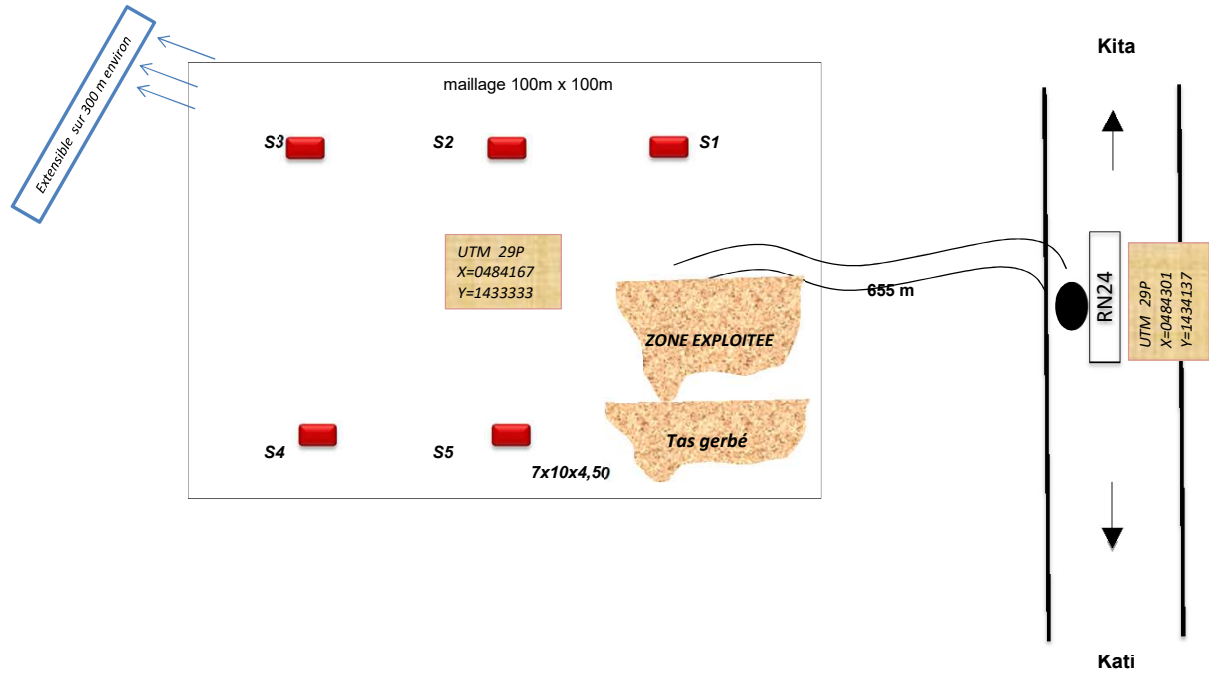 Kita
Extensible sur 300 m environ
maillage 100m x 100m
S3
S2
S1
UTM 29P
X=0484167
Y=1433333
ZONE EXPLOITEE
655 m
RN24
UTM 29P
X=0484301
Y=1434137
S4
S5
Tas gerbé
7x10x4,50
Kati